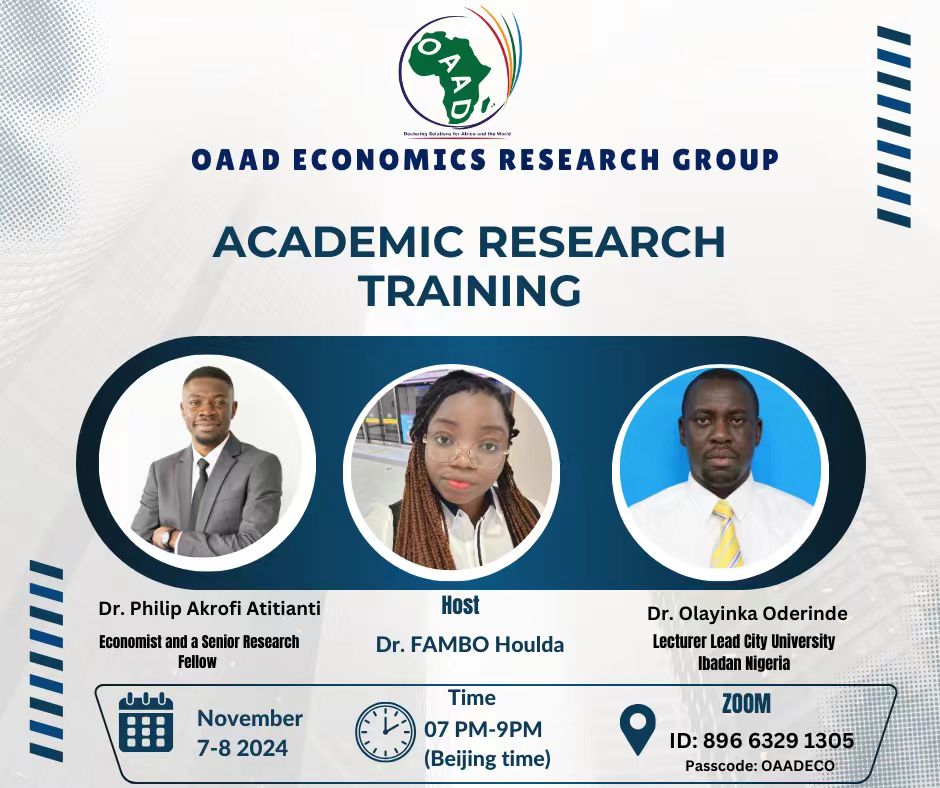 OAAD
Doctoring Solutions for Africa and the World
OAAD ECONOMICS RESEARCH GROUP
ACADEMIC RESEARCH
TRAINING
Dr. Philip Akrofi Atitianti
Economist and a Senior Research
Fellow
Host
Dr. FAMBO Houlda
Dr. Olayinka Oderinde
Lecturer Lead City University
Ibadan Nigeria
November
7-8 2024
Time
07 PM-9PM
(Beijing time)
ZOOM
ID: 896 6329 1305
Passcode: OAADECO